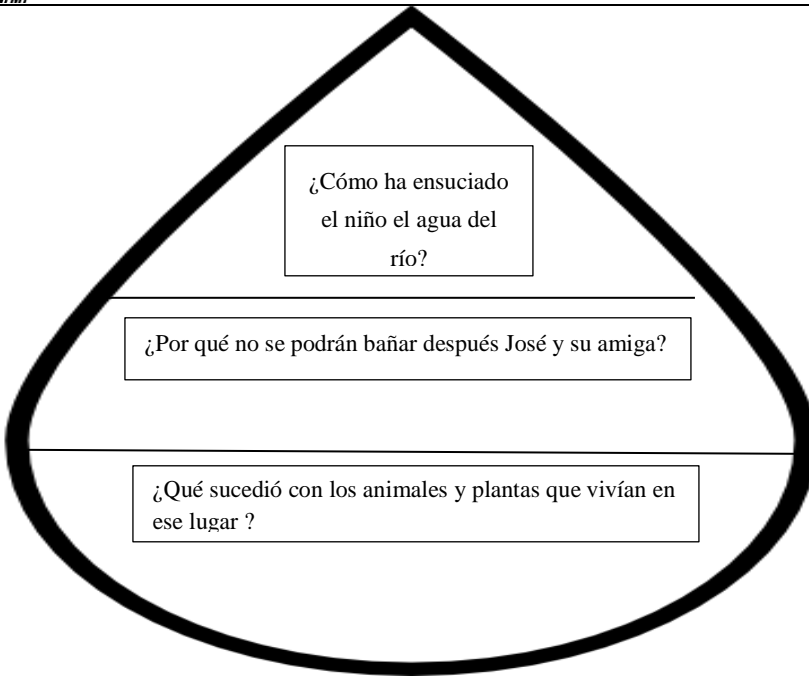 ¿Cómo ha ensuciado
el niño el agua del
río?
¿Por qué no se podrán bañar después José y su amiga?
¿Qué sucedió con los animales y plantas que vivían en
ese lugar ?